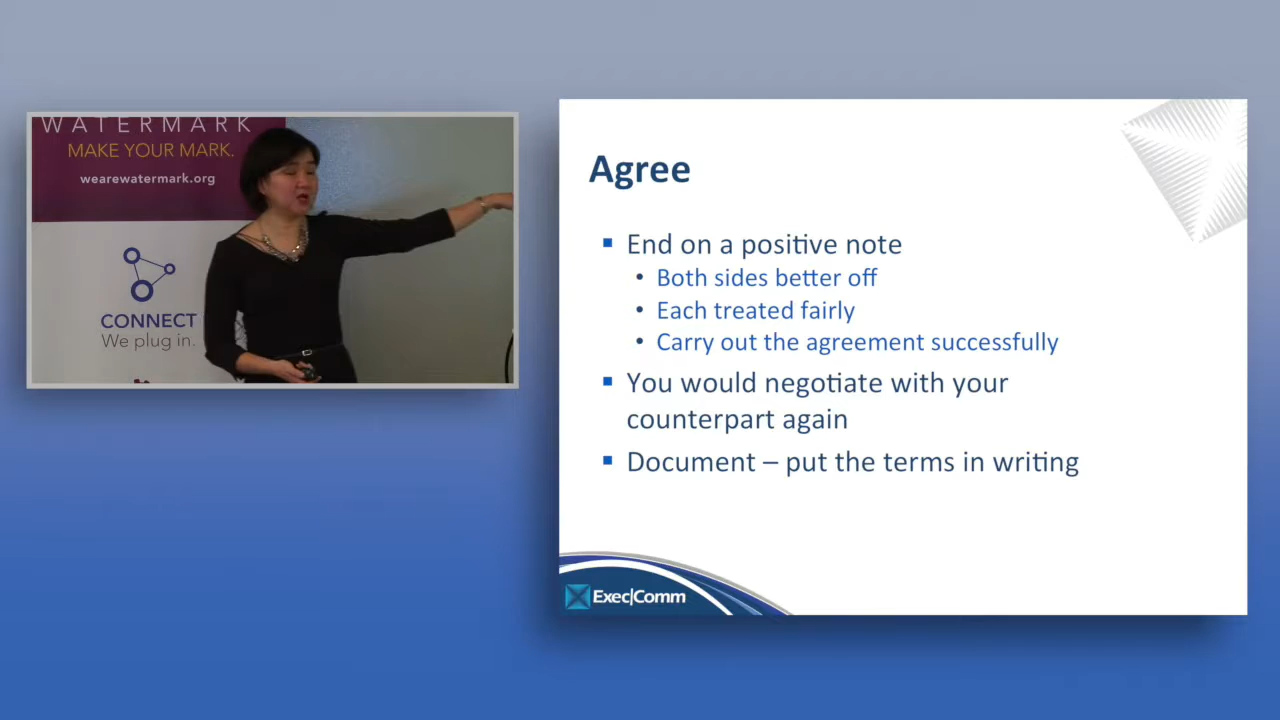 WATERMARK
MAKE YOUR MARK.
wearewatermark.org
CONNECT
We plug in.
Agree
End on a positive note
Both sides better off
Each treated fairly
Carry out the agreement successfully
You would negotiate with your
counterpart again
Document – put the terms in writing
Exec|Comm